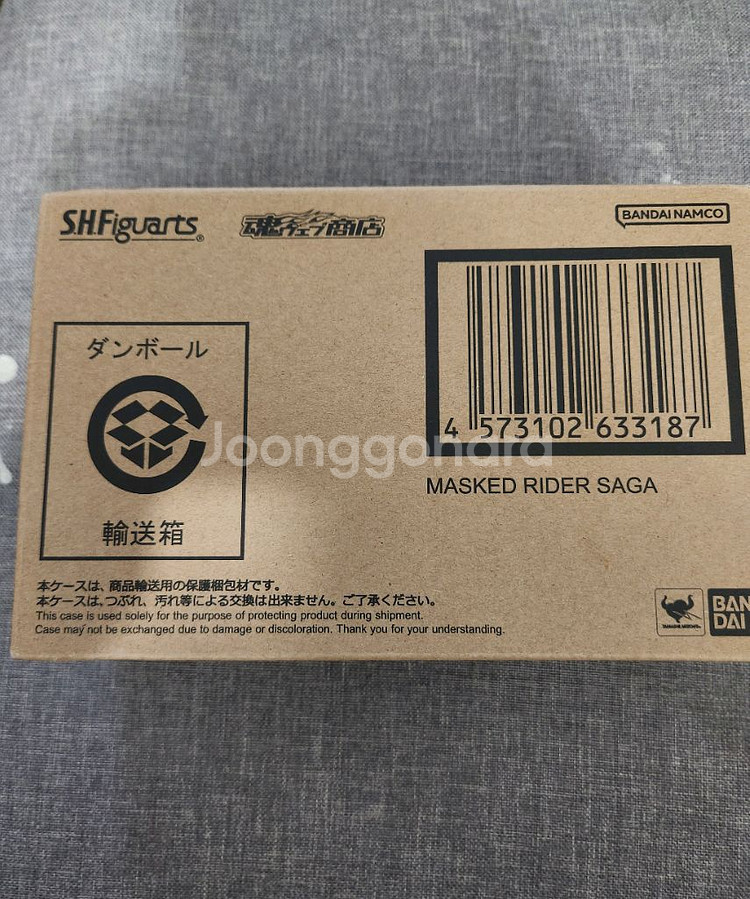 S.H.Figuarts®
魂ウェブ商店
BANDAI NAMCO
ダンボール
輸送箱
4 573102 633187
MASKED RIDER SAGA
Joonggonara
本ケースは、商品輸送用の保護梱包材です。
本ケースは、つぶれ、汚れ等による交換は出来ません。ご了承ください。
This case is used solely for the purpose of protecting product during shipment.
Case may not be exchanged due to damage or discoloration. Thank you for your understanding.
BAN
DAI